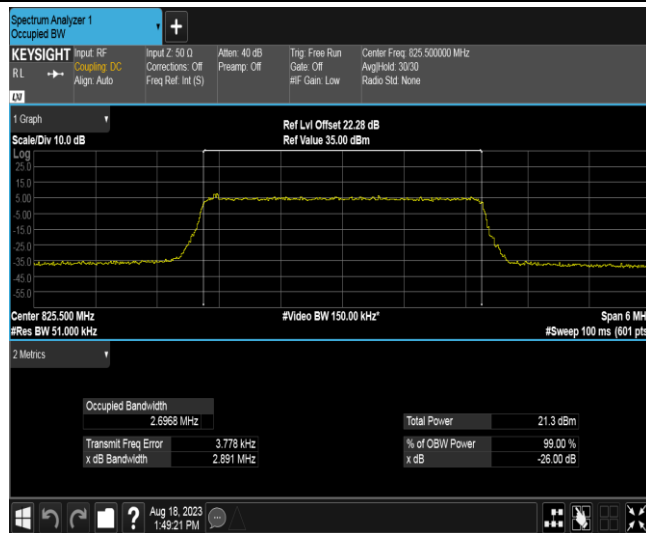 Spectrum Analyzer 1
Occupied BW
+
KEYSIGHT
RL
Input: RF
Coupling: DC
Align: Auto
Input Z: 50 Ω
Corrections: Off
Freq Ref: Int (S)
Atten: 40 dB
Preamp: Off
Trig: Free Run
Gate: Off
#IF Gain: Low
Center Freq: 825.500000 MHz
Avg|Hold: 30/30
Radio Std: None
1 Graph
Scale/Div 10.0 dB
Ref Lvl Offset 22.28 dB
Ref Value 35.00 dBm
Log
25.0
15.0
5.00
-5.00
-15.0
-25.0
-35.0
-45.0
-55.0
Center 825.500 MHz
#Video BW 150.00 kHz*
Span 6 MH
#Res BW 51.000 kHz
#Sweep 100 ms (601 pts
2 Metrics
Occupied Bandwidth
2.6968 MHz
Total Power 21.3 dBm
Transmit Freq Error 3.778 kHz
% of OBW Power 99.00 %
x dB Bandwidth 2.891 MHz
x dB -26.00 dB
?
Aug 18, 2023
1:49:21 PM